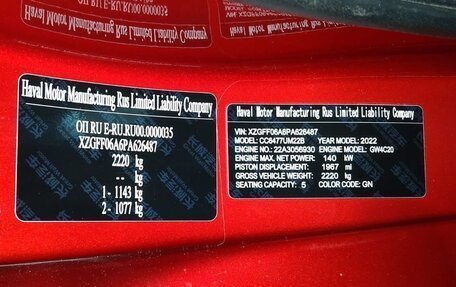 Haval Motor Manufacturing Rus Limited Liability Company
ОП RU E-RU.RU00.0000035
XZGFF06A6PA626487
2220 kg
-- kg
1- 1143 kg
2- 1077 kg
Haval Motor Manufacturing Rus Limited Liability Company
VIN: XZGFF06A6PA626487
MODEL: CC6477UM22B YEAR MODEL: 2022
ENGINE NO.: 22A3056930 ENGINE MODEL: GW4C20
ENGINE MAX. NET POWER: 140 kW
PISTON DISPLACEMENT: 1967 ml
GROSS VEHICLE WEIGHT: 2220 kg
SEATING CAPACITY: 5 COLOR CODE: GN